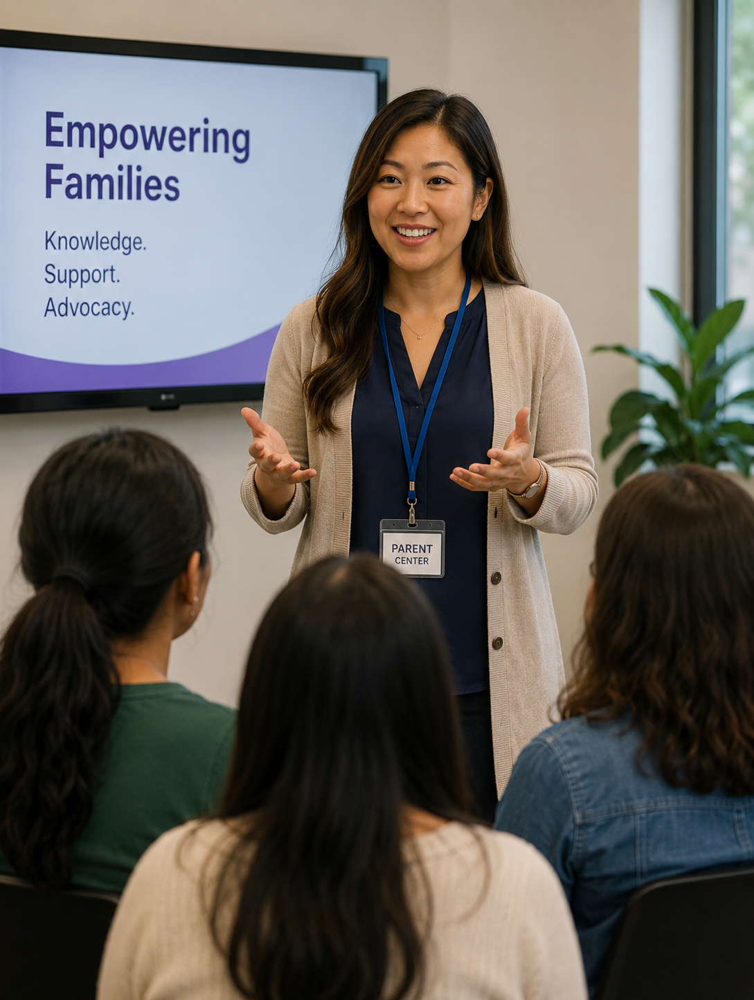 Empowering
Families
Knowledge.
Support.
Advocacy.
PARENT
CENTER